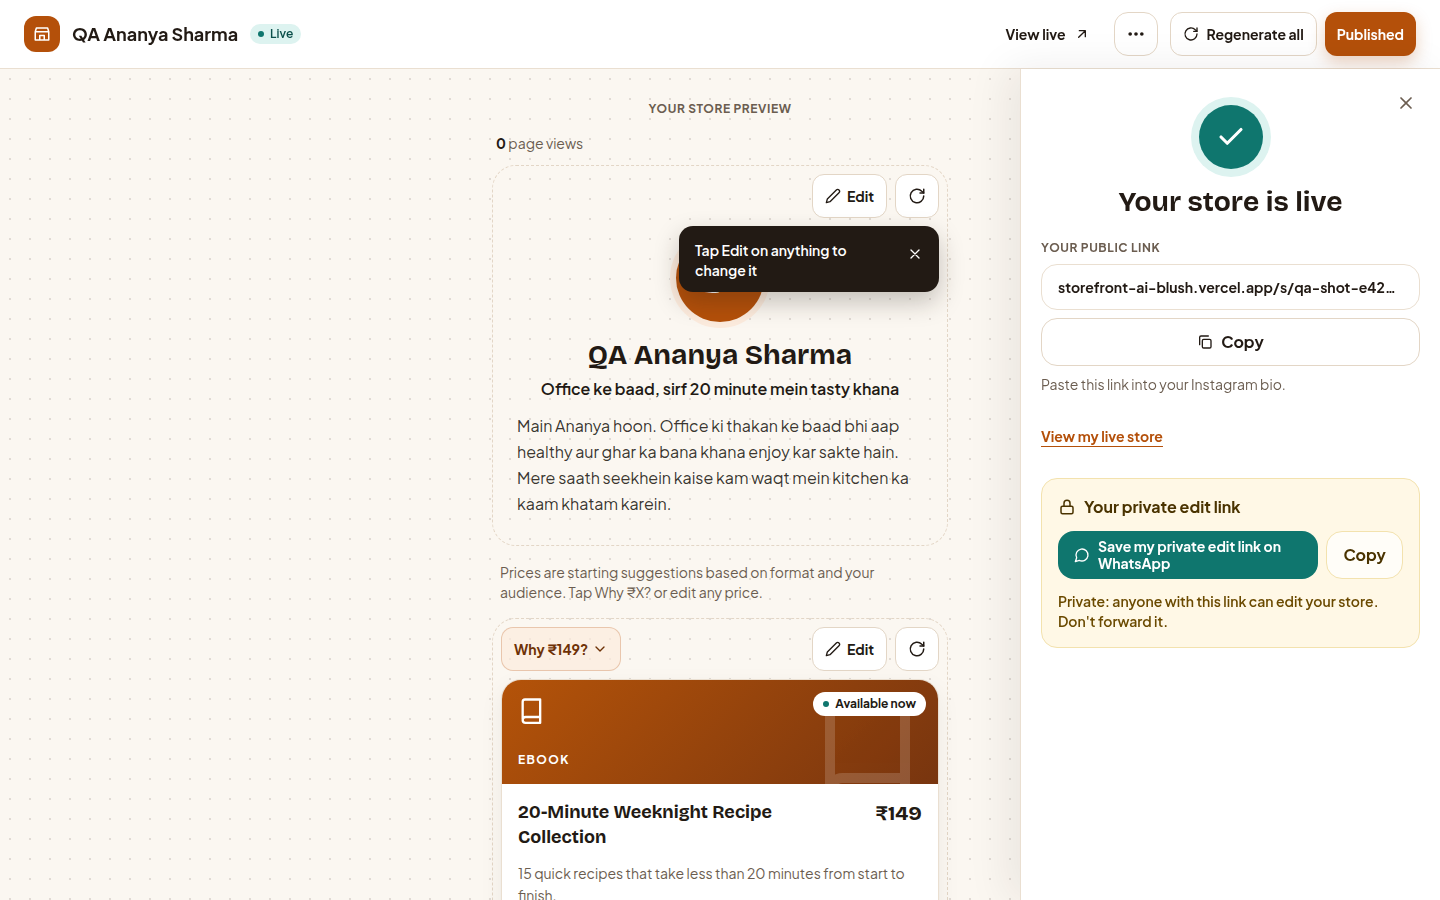 QA Ananya Sharma
Live
View live
Regenerate all
Published
YOUR STORE PREVIEW
0 page views
Edit
Tap Edit on anything to
change it
QA Ananya Sharma
Office ke baad, sirf 20 minute mein tasty khana
Main Ananya hoon. Office ki thakan ke baad bhi aap
healthy aur ghar ka bana khana enjoy kar sakte hain.
Mere saath seekhein kaise kam waqt mein kitchen ka
kaam khatam karein.
Prices are starting suggestions based on format and your
audience. Tap Why ₹X? or edit any price.
Why ₹149?
Edit
Available now
EBOOK
20-Minute Weeknight Recipe
Collection
₹149
15 quick recipes that take less than 20 minutes from start to
finish.
Your store is live
YOUR PUBLIC LINK
storefront-ai-blush.vercel.app/s/qa-shot-e42…
Copy
Paste this link into your Instagram bio.
View my live store
Your private edit link
Save my private edit link on
WhatsApp
Copy
Private: anyone with this link can edit your store.
Don't forward it.